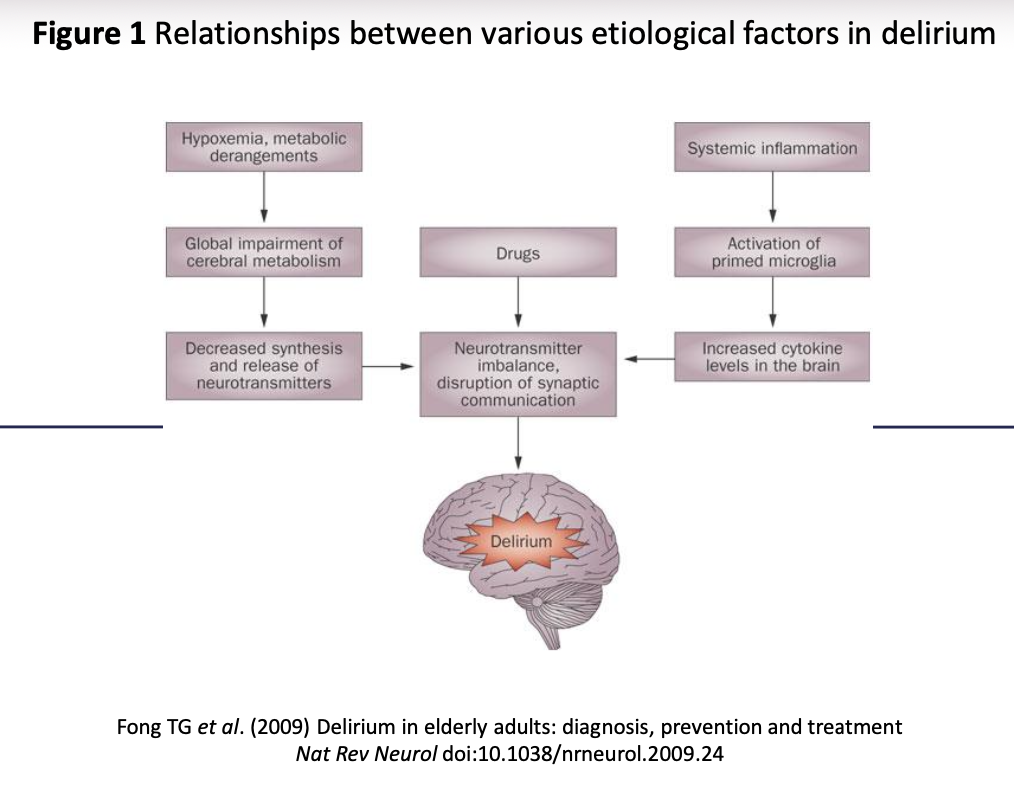 Figure 1 Relationships between various etiological factors in delirium
Hypoxemia, metabolic
derangements
Systemic inflammation
Global impairment of
cerebral metabolism
Drugs
Activation of
primed microglia
Decreased synthesis
and release of
neurotransmitters
Neurotransmitter
imbalance,
disruption of synaptic
communication
Increased cytokine
levels in the brain
Delirium
Fong TG et al. (2009) Delirium in elderly adults: diagnosis, prevention and treatment
Nat Rev Neurol doi:10.1038/nrneurol.2009.24